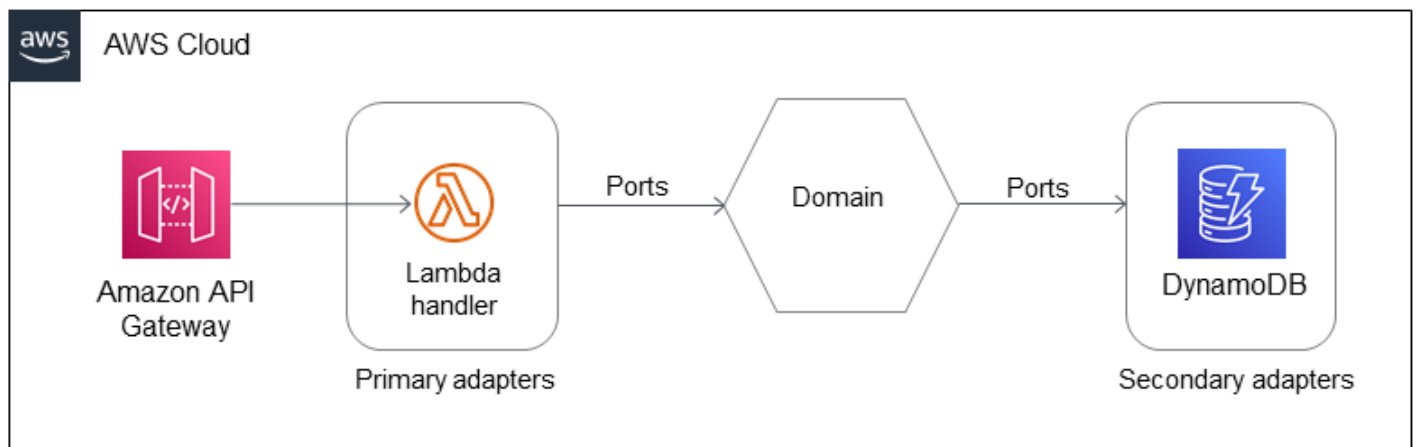 aws
AWS Cloud
Ports
Domain
Ports
</>
Lambda
handler
Amazon API
Gateway
DynamoDB
Primary adapters
Secondary adapters